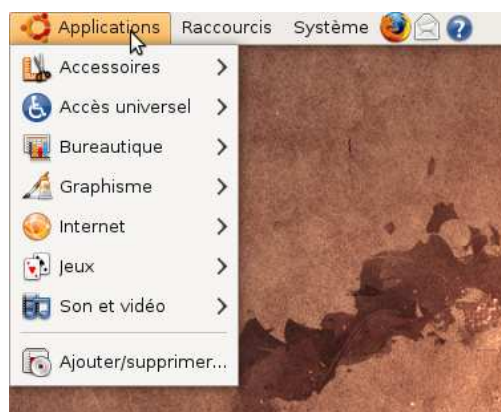 Applications Raccourcis Système
Accessoires
Accès universel
Bureautique
Graphisme
Internet
Jeux
Son et vidéo
Ajouter/supprimer...